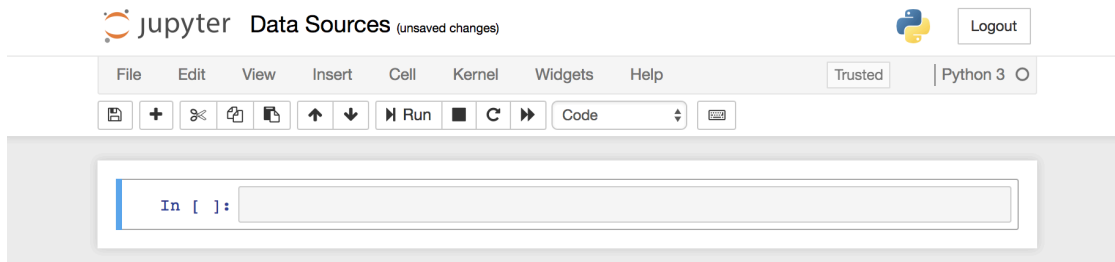 jupyter Data Sources (unsaved changes) Logout
File Edit View Insert Cell Kernel Widgets Help Trusted Python 3
Run Code
In [ ]: